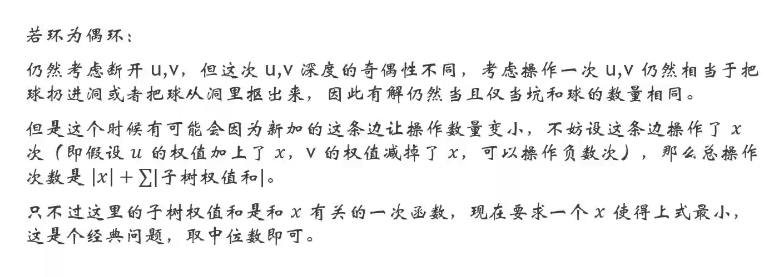 若环为偶环：
仍然考虑断开 u,v，但这次 u,v 深度的奇偶性不同，考虑操作一次 u,v 仍然相当于把
球扔进洞或者把球从洞里抠出来，因此有解仍然当且仅当坑和球的数量相同。
但是这个时候有可能会因为新加的这条边让操作数量变小，不妨设这条边操作了 x
次（即假设 u 的权值加上了 x，v 的权值减掉了 x，可以操作负数次），那么总操作
次数是 |x| + ∑|子树权值和|。
只不过这里的子树权值和是和 x 有关的一次函数，现在要求一个 x 使得上式最小，
这是个经典问题，取中位数即可。